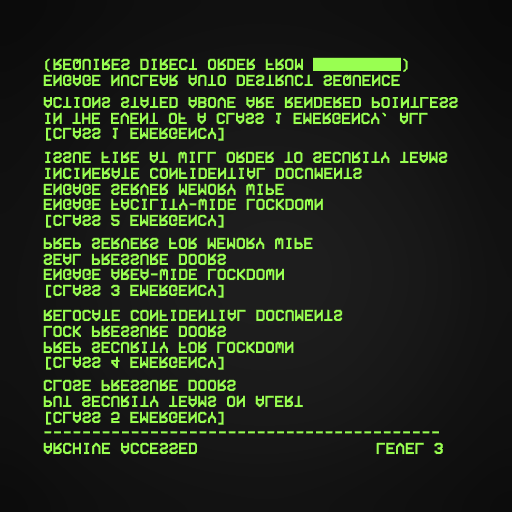 ARCHIVE ACCESSED LEVEL 3
-----------------------------------------
[CLASS 5 EMERGENCY]
PUT SECURITY TEAMS ON ALERT
CLOSE PRESSURE DOORS
[CLASS 4 EMERGENCY]
PREP SECURITY FOR LOCKDOWN
LOCK PRESSURE DOORS
RELOCATE CONFIDENTIAL DOCUMENTS
[CLASS 3 EMERGENCY]
ENGAGE AREA-WIDE LOCKDOWN
SEAL PRESSURE DOORS
PREP SERVERS FOR MEMORY WIPE
[CLASS 2 EMERGENCY]
ENGAGE FACILITY-WIDE LOCKDOWN
ENGAGE SERVER MEMORY WIPE
INCINERATE CONFIDENTIAL DOCUMENTS
ISSUE FIRE AT WILL ORDER TO SECURITY TEAMS
[CLASS 1 EMERGENCY]
IN THE EVENT OF A CLASS 1 EMERGENCY, ALL
ACTIONS STATED ABOVE ARE RENDERED POINTLESS
ENGAGE NUCLEAR AUTO DESTRUCT SEQUENCE
(REQUIRES DIRECT ORDER FROM █████████)